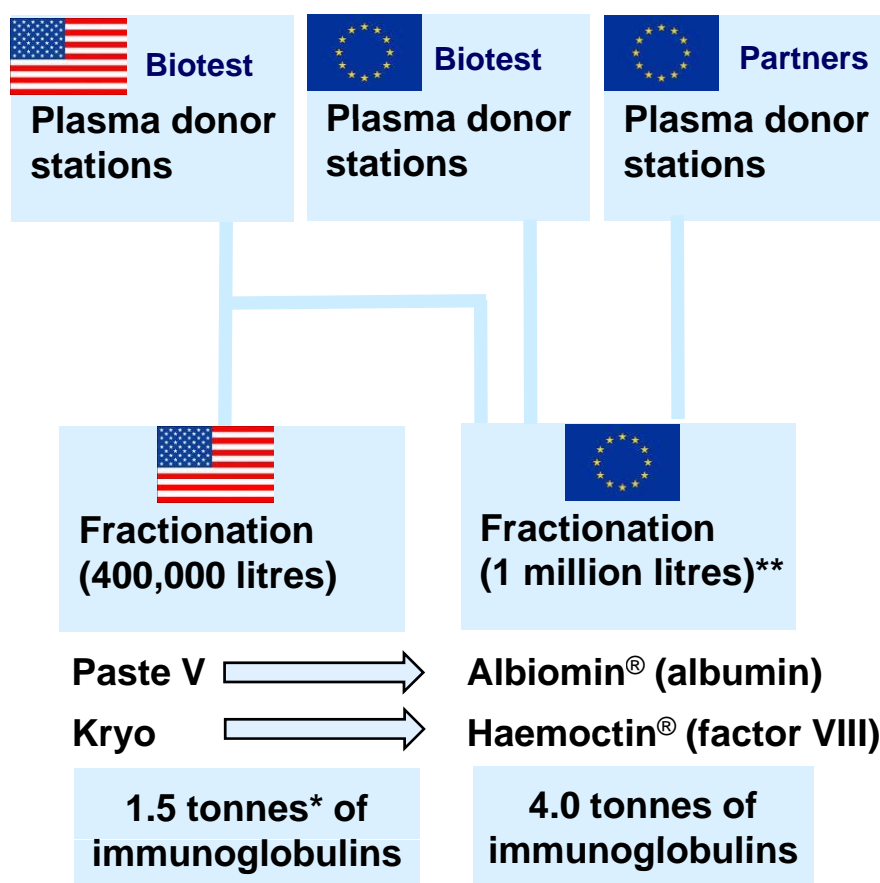 Biotest
Plasma donor
stations
Biotest
Plasma donor
stations
Partners
Plasma donor
stations
Fractionation
(400,000 litres)
Fractionation
(1 million litres)**
Paste V
Albiomin® (albumin)
Kryo
Haemoctin® (factor VIII)
1.5 tonnes* of
immunoglobulins
4.0 tonnes of
immunoglobulins